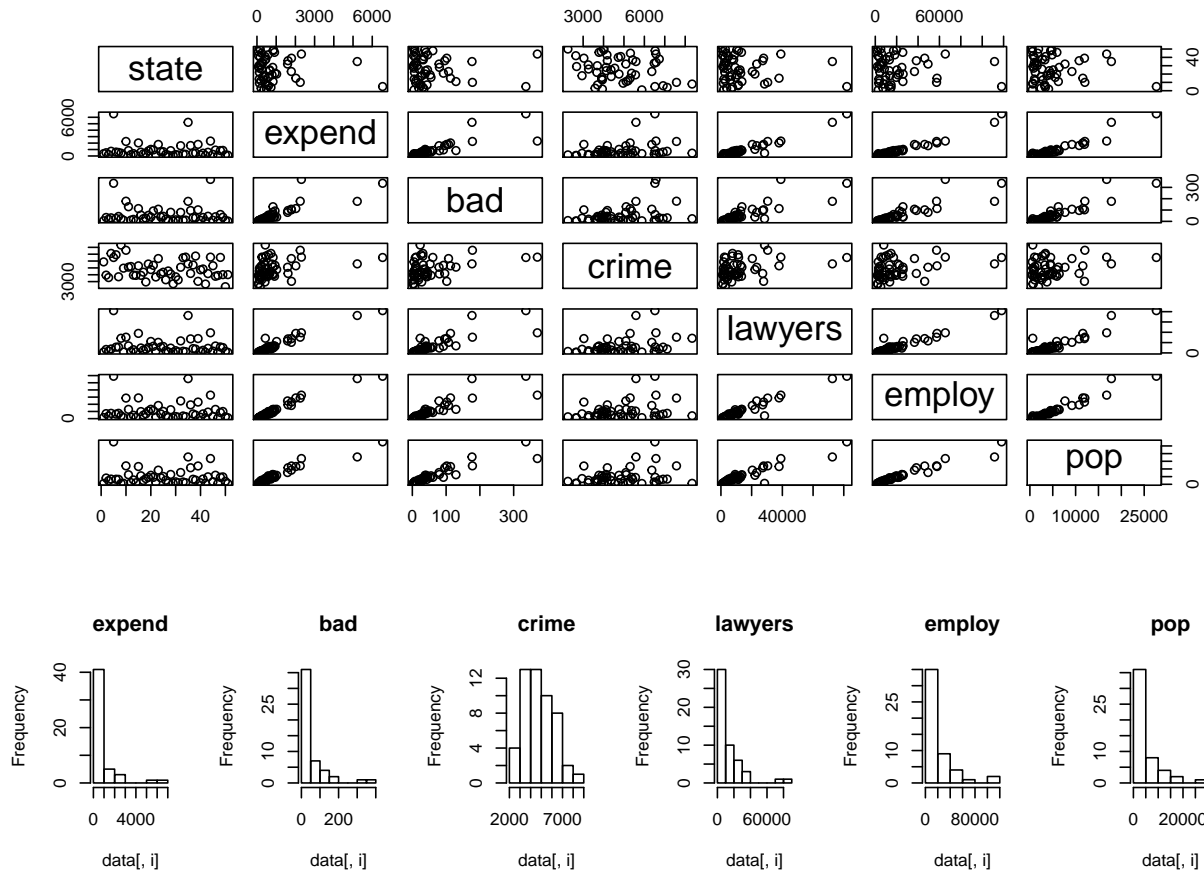 0 3000 6000
3000 6000
0 60000
state
0 40
0 6000
expend
bad
0 300
3000
crime
lawyers
0
0
employ
pop
0
0 20 40
0 100 300
0 40000
0 10000 25000
expend
bad
crime
lawyers
employ
pop
Frequency
0 20 40
0 4000
data[, i]
Frequency
0 10 25
0 200
data[, i]
Frequency
0 4 8 12
2000 7000
data[, i]
Frequency
0 10 20 30
0 60000
data[, i]
Frequency
0 10 25
0 80000
data[, i]
Frequency
0 10 25
0 20000
data[, i]